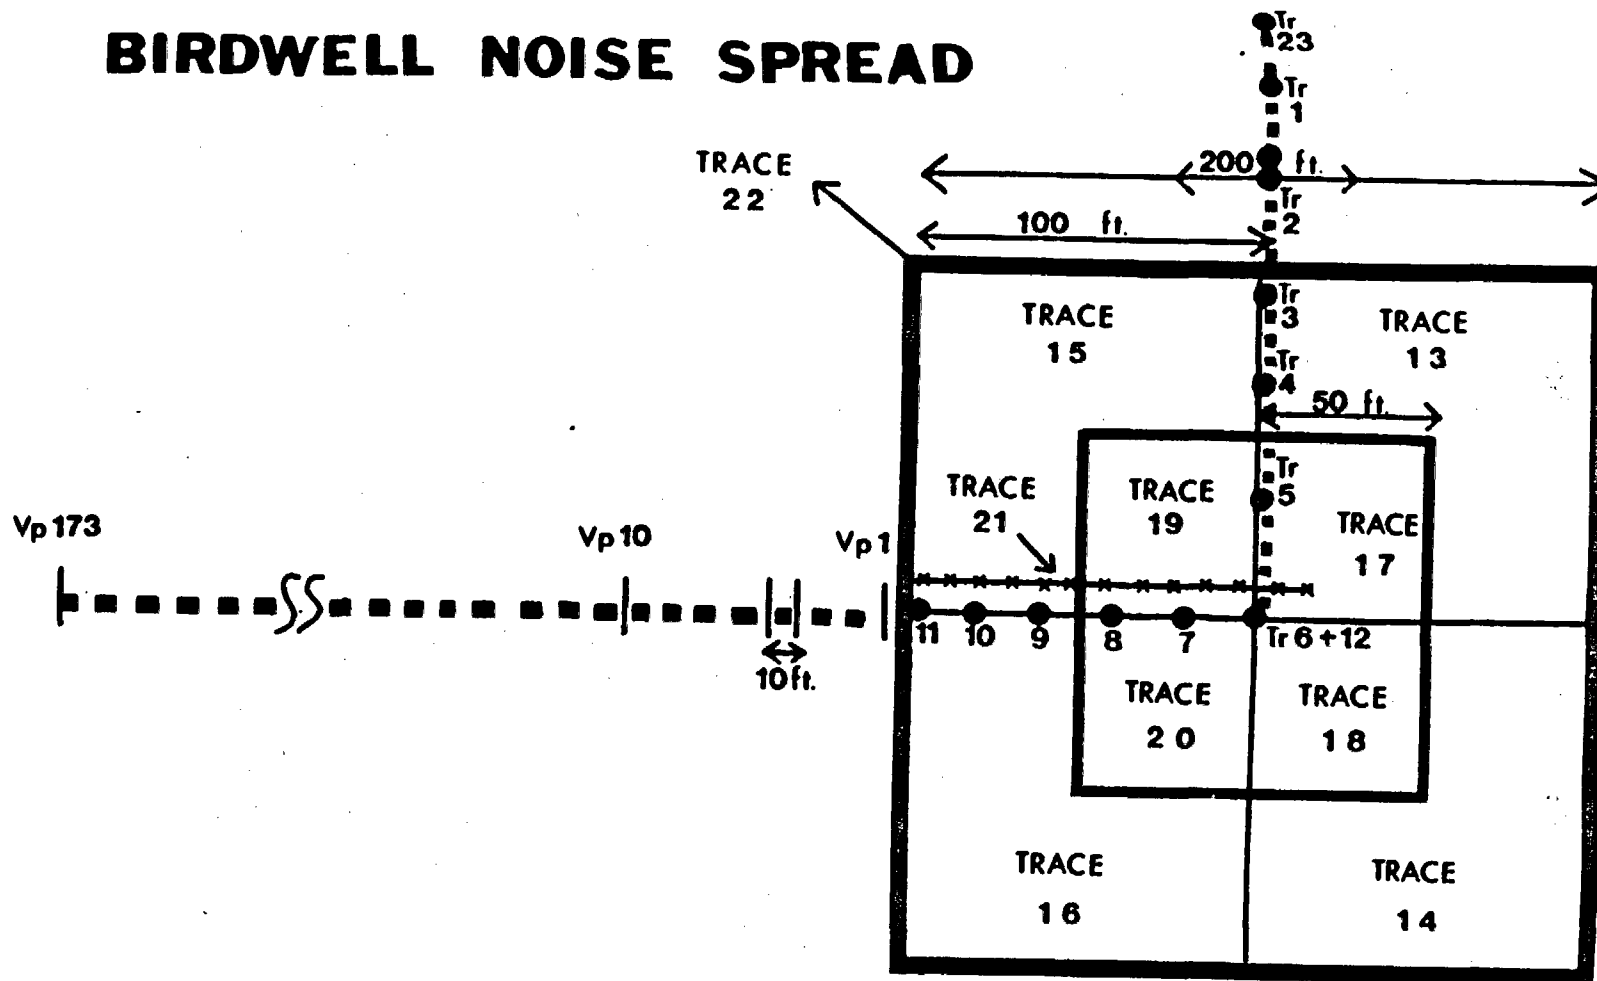 BIRDWELL NOISE SPREAD
Tr
23
Tr
1
TRACE
22
200 ft.
Tr
2
100 ft.
TRACE
15
Tr
3
TRACE
13
Tr
4
50 ft.
TRACE
21
TRACE
19
Tr
5
TRACE
17
Vp 173
Vp 10
Vp 1
11 10 9 8 7 Tr 6 + 12
10 ft.
TRACE
20
TRACE
18
TRACE
16
TRACE
14